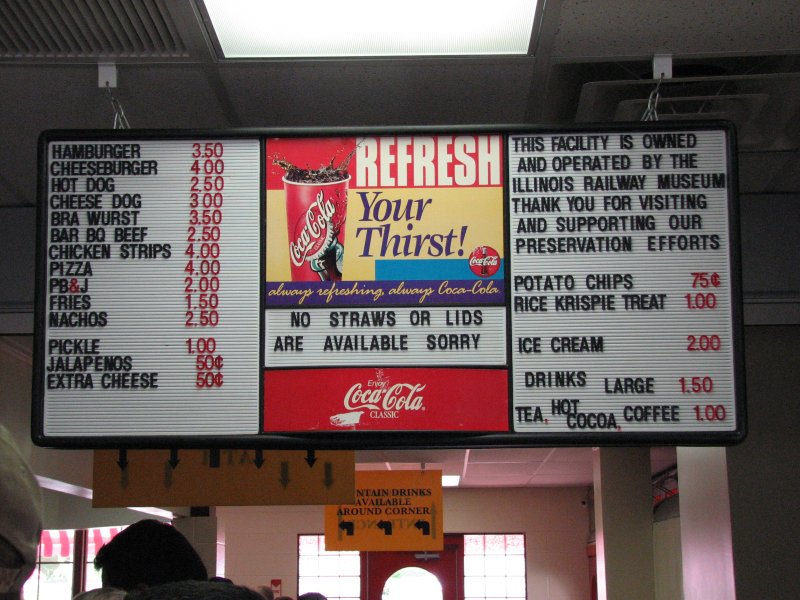 HAMBURGER 3.50
CHEESEBURGER 4.00
HOT DOG 2.50
CHEESE DOG 3.00
BRA WURST 3.50
BAR BQ BEEF 2.50
CHICKEN STRIPS 4.00
PIZZA 4.00
PB&J 2.00
FRIES 1.50
NACHOS 2.50
PICKLE 1.00
JALAPENOS 50¢
EXTRA CHEESE 50¢
REFRESH
Your
Thirst!
Coca-Cola
Coca-Cola
always refreshing, always Coca-Cola.
NO STRAWS OR LIDS
ARE AVAILABLE SORRY
Enjoy
Coca-Cola
CLASSIC
THIS FACILITY IS OWNED
AND OPERATED BY THE
ILLINOIS RAILWAY MUSEUM
THANK YOU FOR VISITING
AND SUPPORTING OUR
PRESERVATION EFFORTS
POTATO CHIPS 75¢
RICE KRISPIE TREAT 1.00
ICE CREAM 2.00
DRINKS LARGE 1.50
TEA, HOT COCOA, COFFEE 1.00
NTAIN DRINKS
AVAILABLE
AROUND CORNER